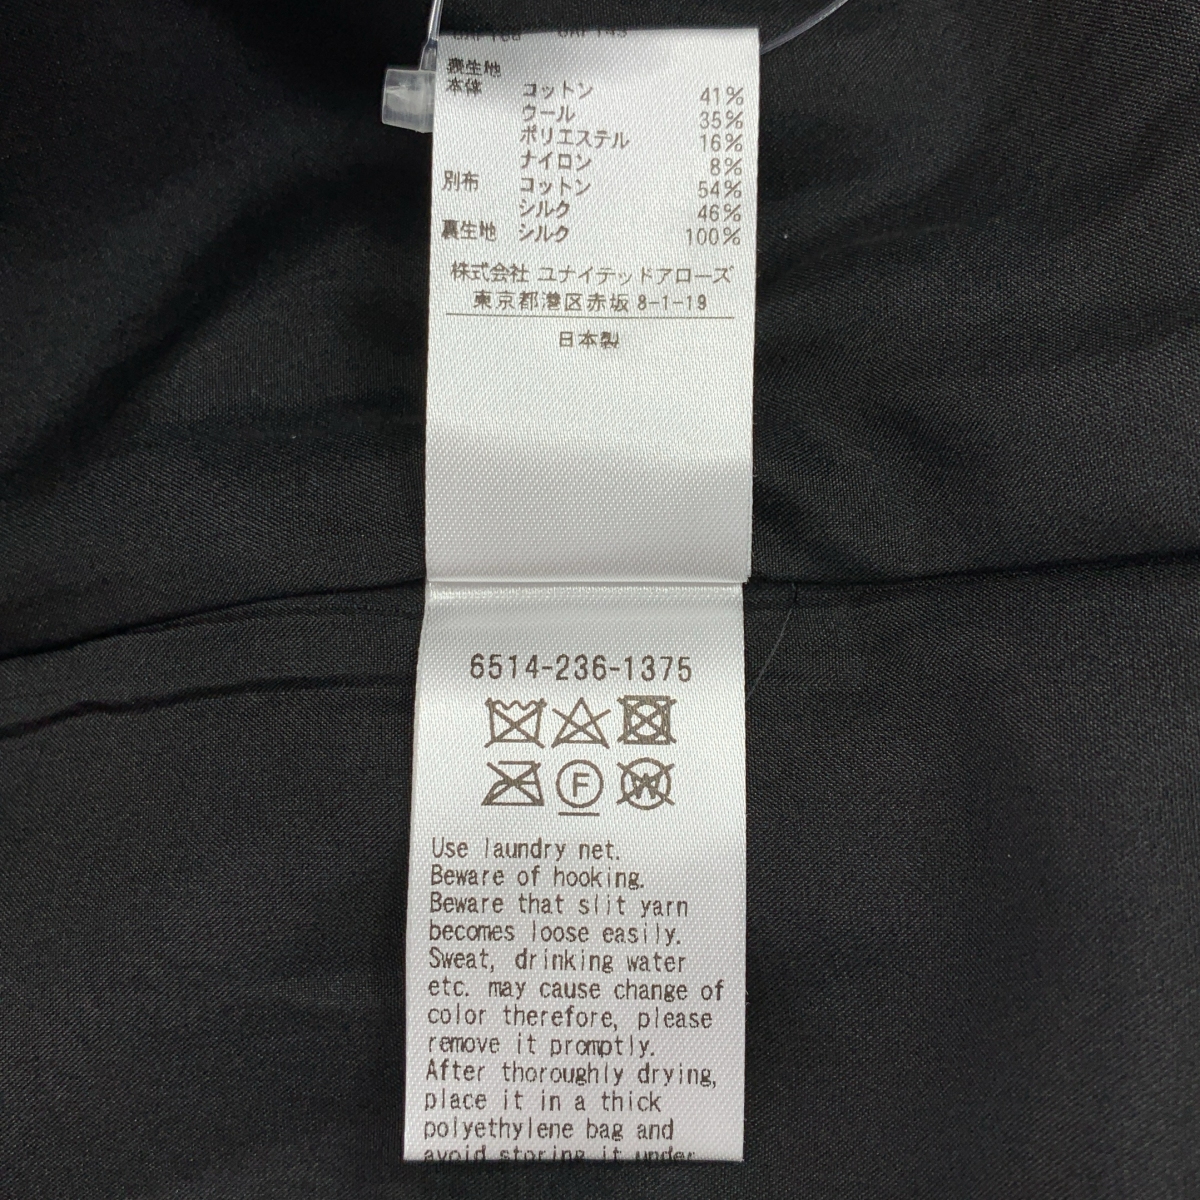 表生地
本体 コットン 41%
ウール 35%
ポリエステル 16%
ナイロン 8%
別布 コットン 54%
シルク 46%
裏生地 シルク 100%
株式会社 ユナイテッドアローズ
東京都港区赤坂 8-1-19
日本製
6514-236-1375
F W
Use laundry net.
Beware of hooking.
Beware that slit yarn
becomes loose easily.
Sweat, drinking water
etc. may cause change of
color therefore, please
remove it promptly.
After thoroughly drying,
place it in a thick
polyethylene bag and
avoid storing it under